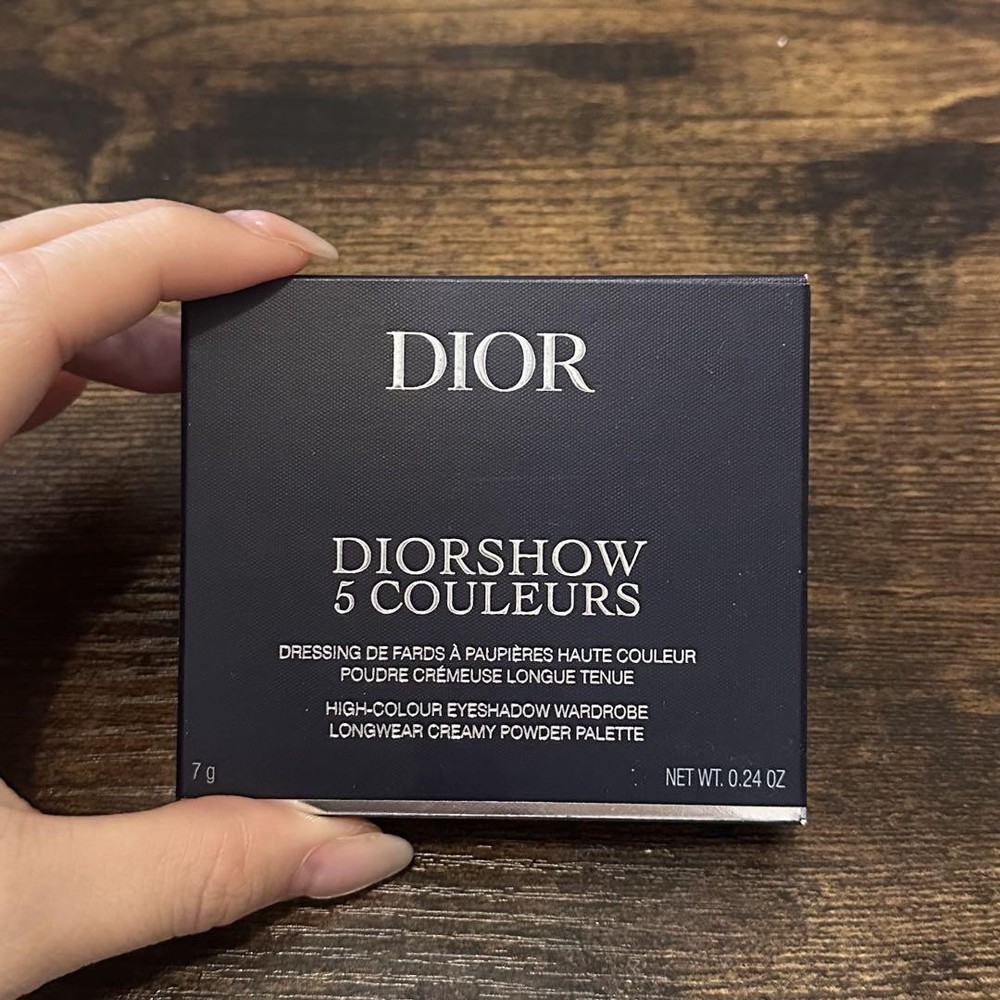 DIOR
DIORSHOW
5 COULEURS
DRESSING DE FARDS À PAUPIÈRES HAUTE COULEUR
POUDRE CRÉMEUSE LONGUE TENUE
HIGH-COLOUR EYESHADOW WARDROBE
LONGWEAR CREAMY POWDER PALETTE
7 g
NET WT. 0.24 OZ